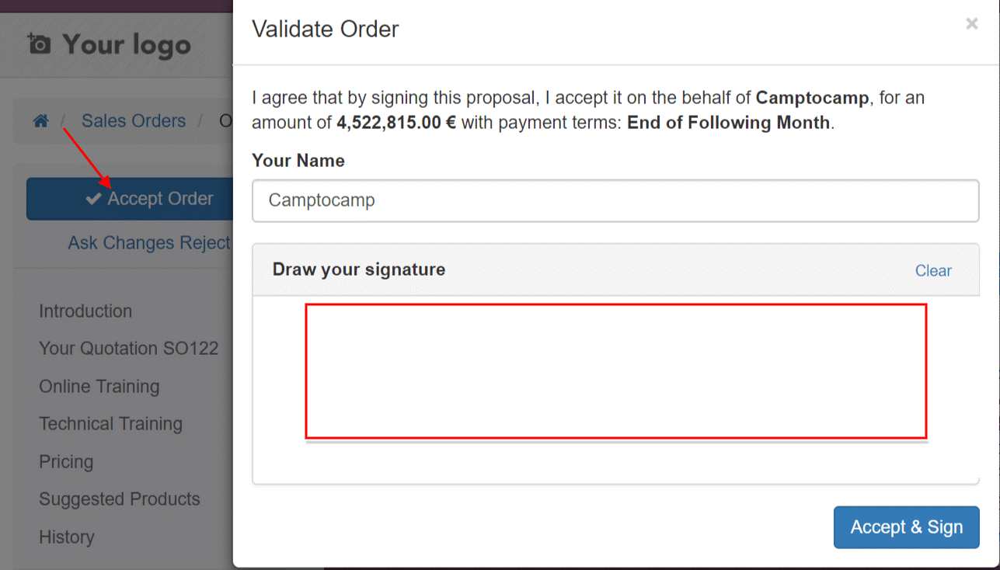 Your logo
Sales Orders / O
Accept Order
Ask Changes Reject
Introduction
Your Quotation SO122
Online Training
Technical Training
Pricing
Suggested Products
History
Validate Order
×
I agree that by signing this proposal, I accept it on the behalf of Camptocamp, for an
amount of 4,522,815.00 € with payment terms: End of Following Month.
Your Name
Camptocamp
Draw your signature
Clear
Accept & Sign